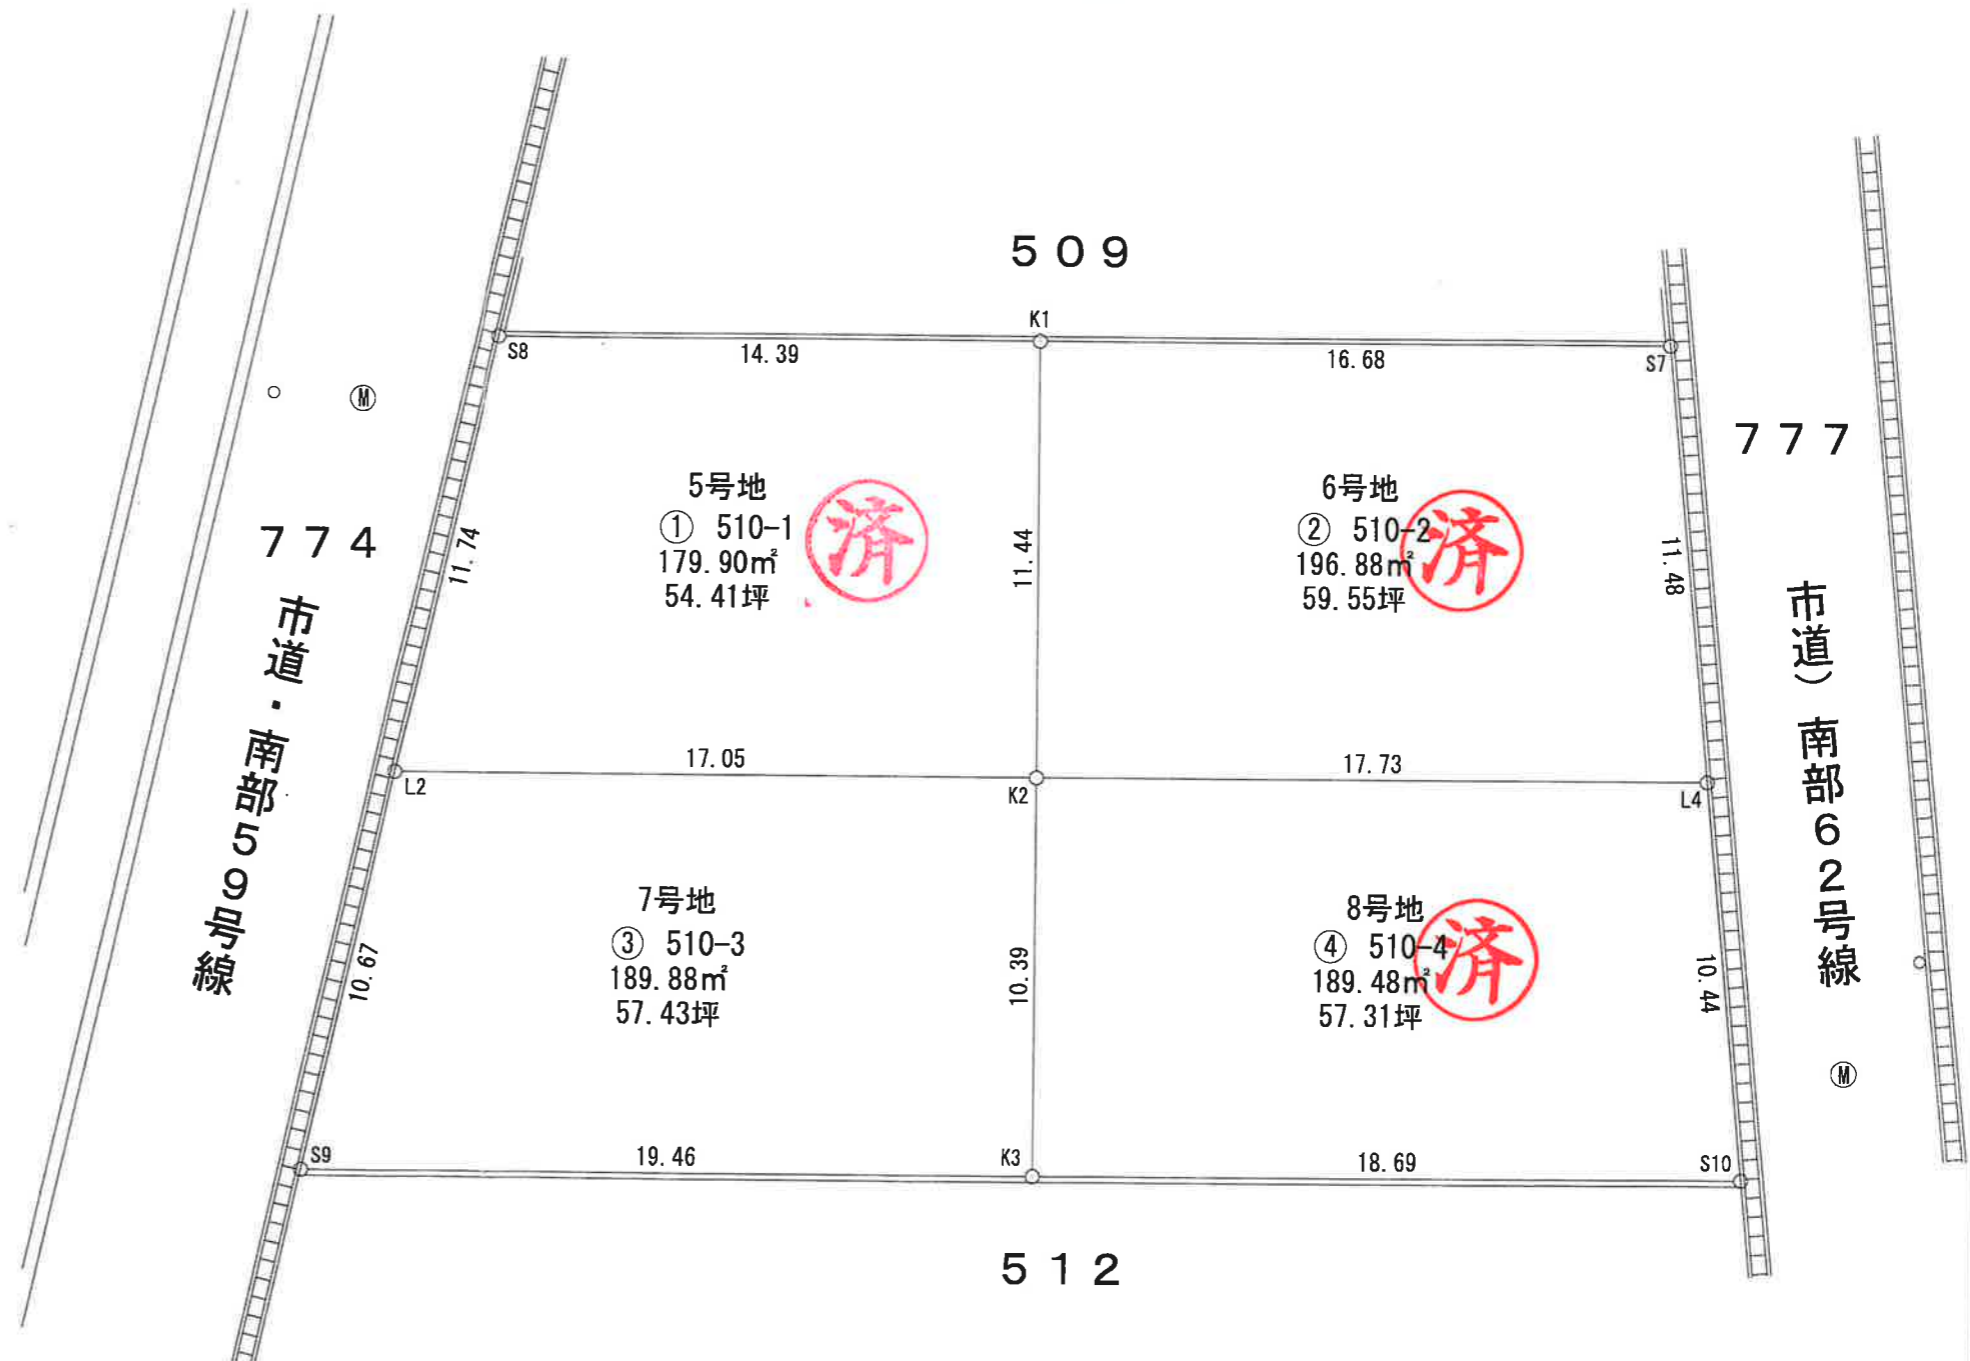 ５０９
K1
S8
14.39
16.68
S7
Ⓜ
７７７
５号地
① 510-1
179.90㎡
54.41坪
済
６号地
② 510-2
196.88㎡
59.55坪
済
７７４
11.74
11.44
11.48
市道・南部５９号線
市道）南部６２号線
17.05
17.73
L2
K2
L4
７号地
③ 510-3
189.88㎡
57.43坪
８号地
④ 510-4
189.48㎡
57.31坪
済
10.67
10.39
10.44
Ⓜ
S9
19.46
K3
18.69
S10
５１２